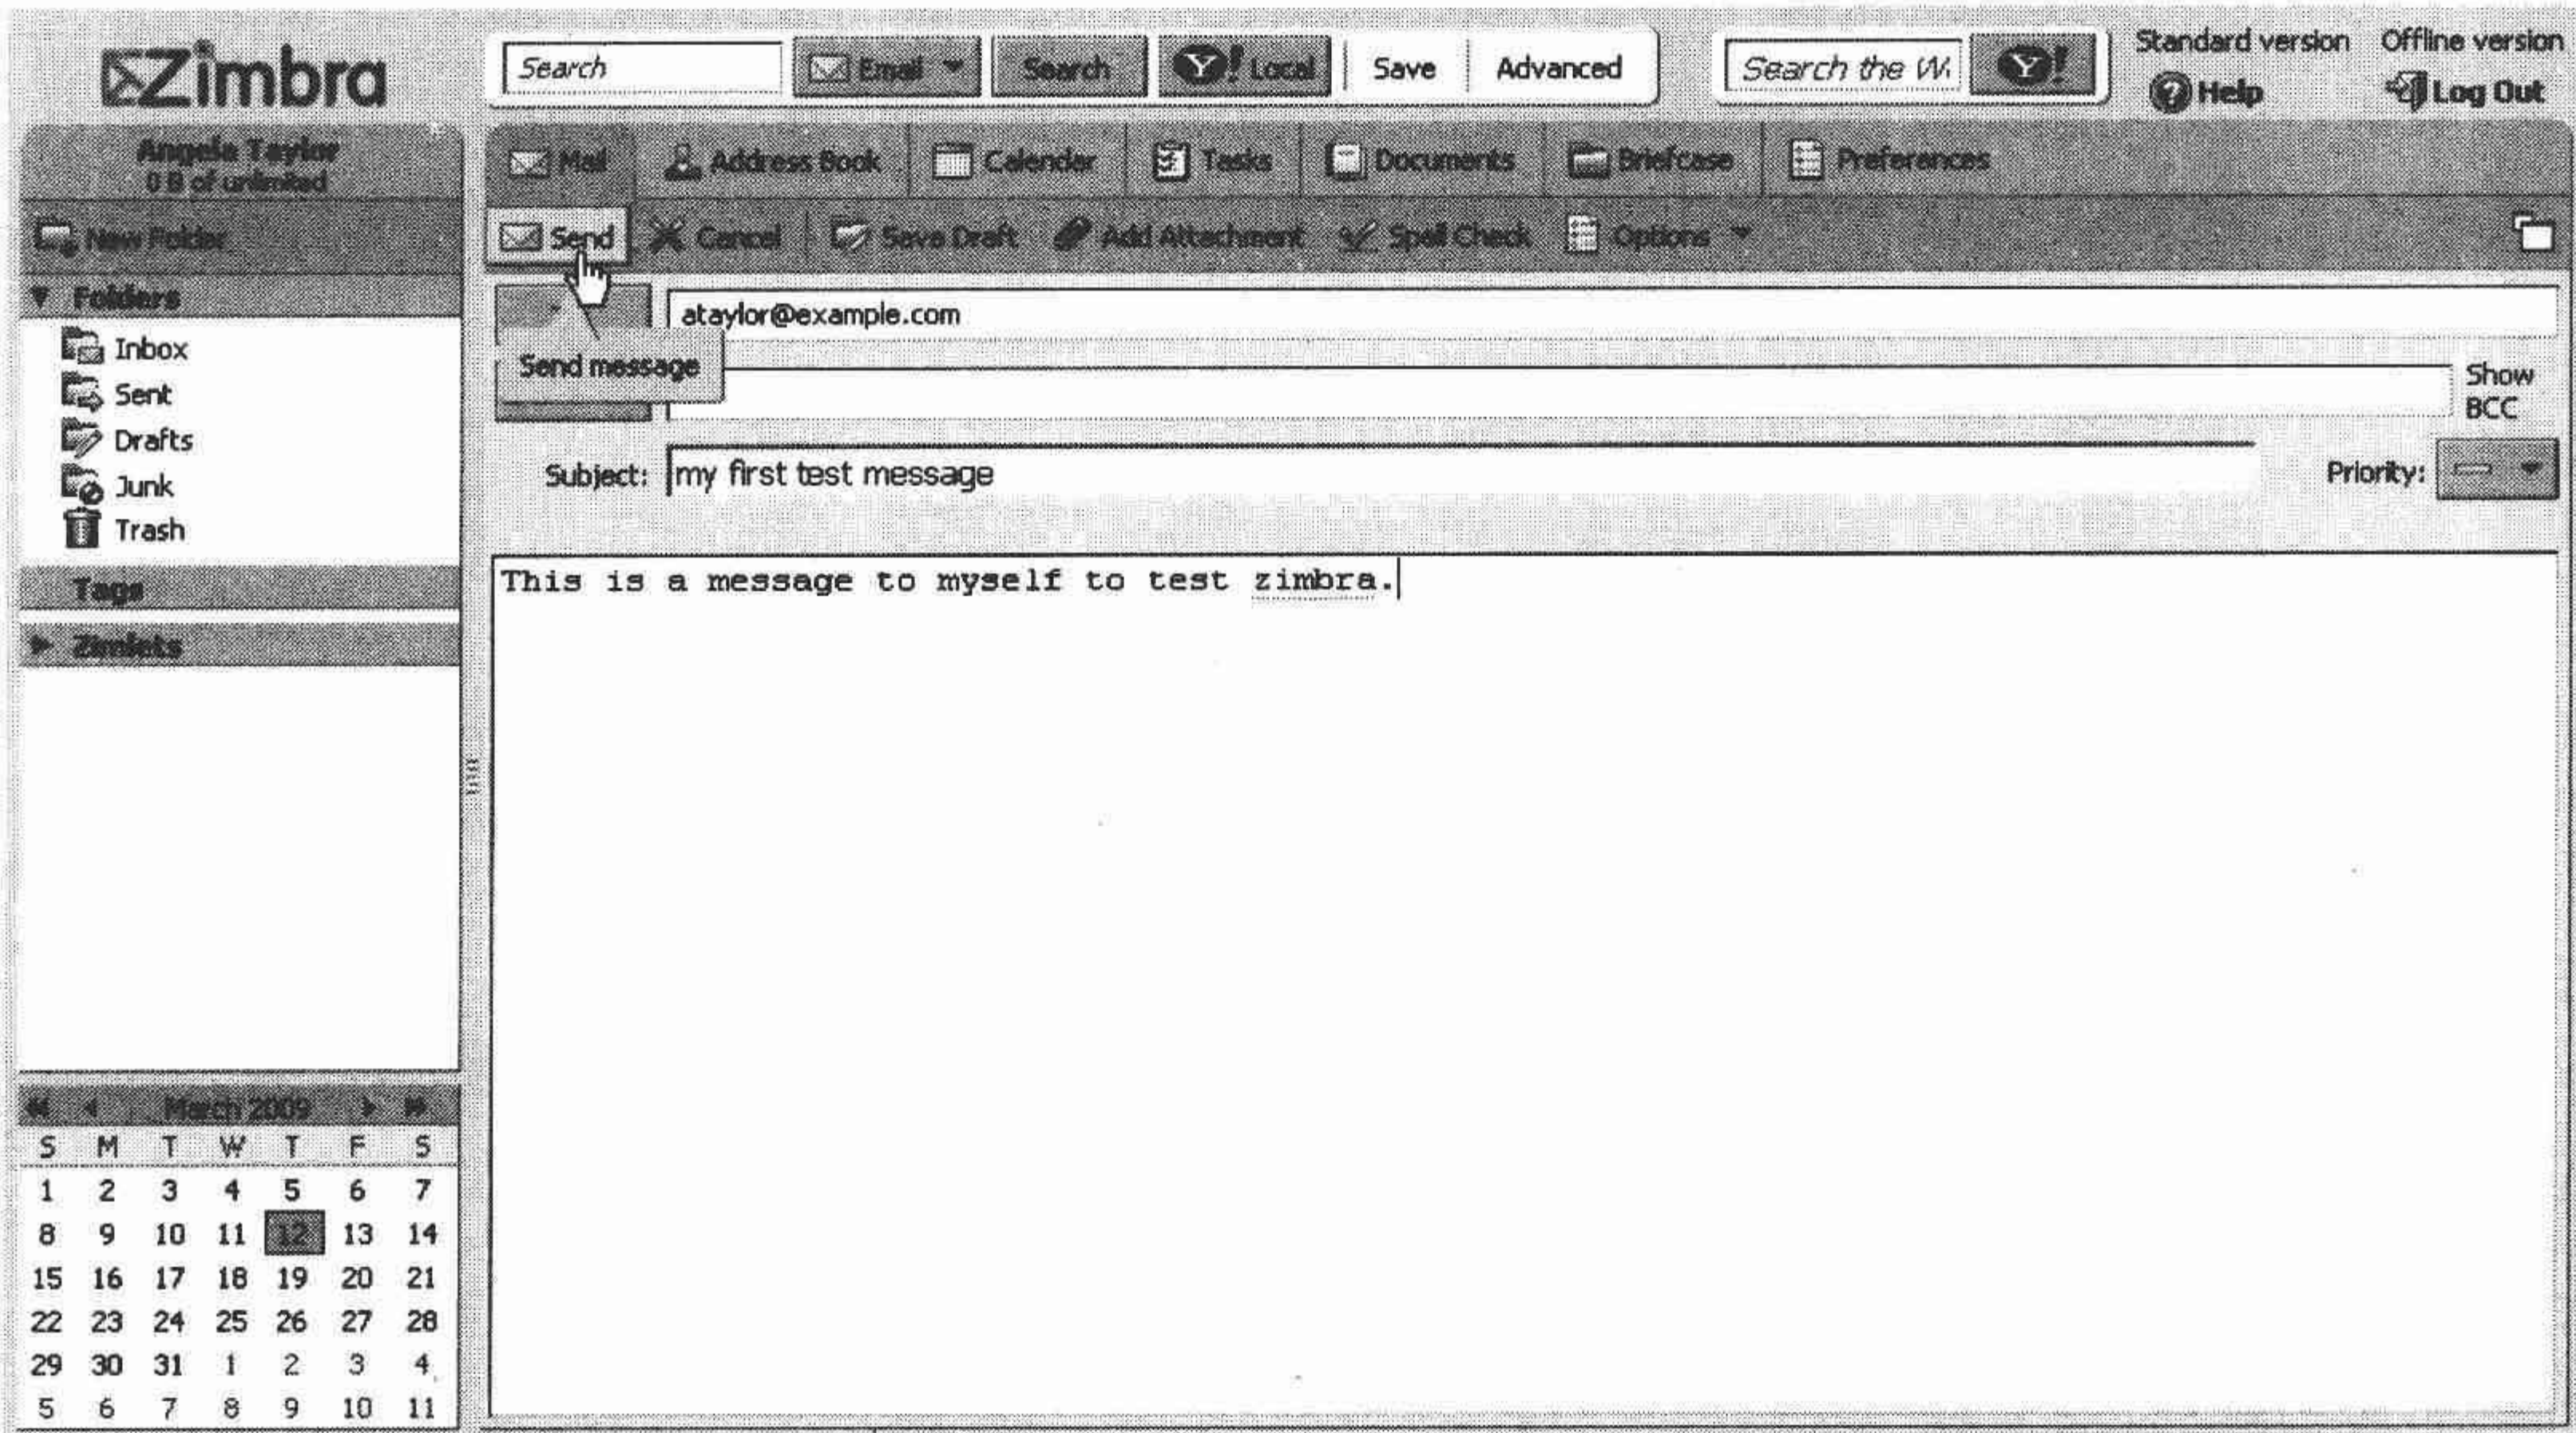 Zimbra
Search Email Search Y! Local Save Advanced
Search the W Y!
Standard version Offline version
Help Log Out
Angela Taylor
0 B of unlimited
Mail Address Book Calendar Tasks Documents Briefcase Preferences
New Folder
Send Cancel Save Draft Add Attachment Spell Check Options
Folders
Inbox
Sent
Drafts
Junk
Trash
Tags
Zimlets
ataylor@example.com
Send message
Show
BCC
Subject: my first test message
Priority:
This is a message to myself to test zimbra.
March 2009
S M T W T F S
1 2 3 4 5 6 7
8 9 10 11 12 13 14
15 16 17 18 19 20 21
22 23 24 25 26 27 28
29 30 31 1 2 3 4
5 6 7 8 9 10 11